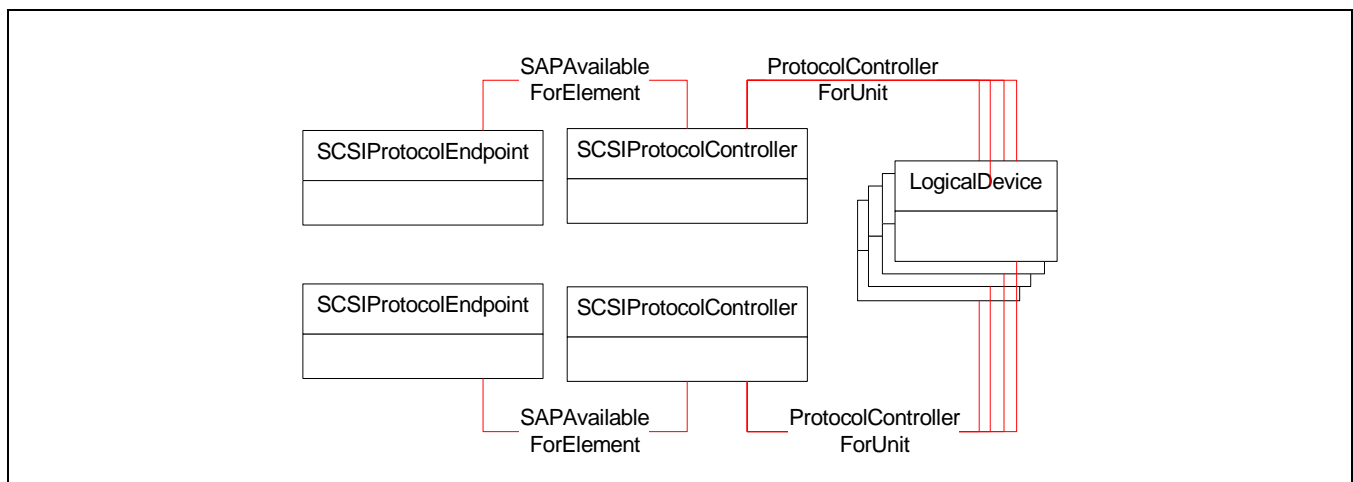 SAPAvailable
ForElement
ProtocolController
ForUnit
SCSIProtocolEndpoint
SCSIProtocolController
LogicalDevice
SCSIProtocolEndpoint
SCSIProtocolController
SAPAvailable
ForElement
ProtocolController
ForUnit